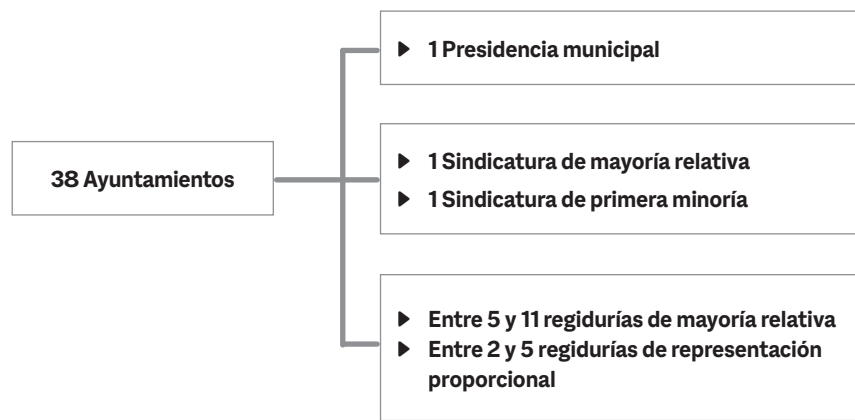 1 Presidencia municipal
38 Ayuntamientos
1 Sindicatura de mayoría relativa
1 Sindicatura de primera minoría
Entre 5 y 11 regidurías de mayoría relativa
Entre 2 y 5 regidurías de representación
proporcional